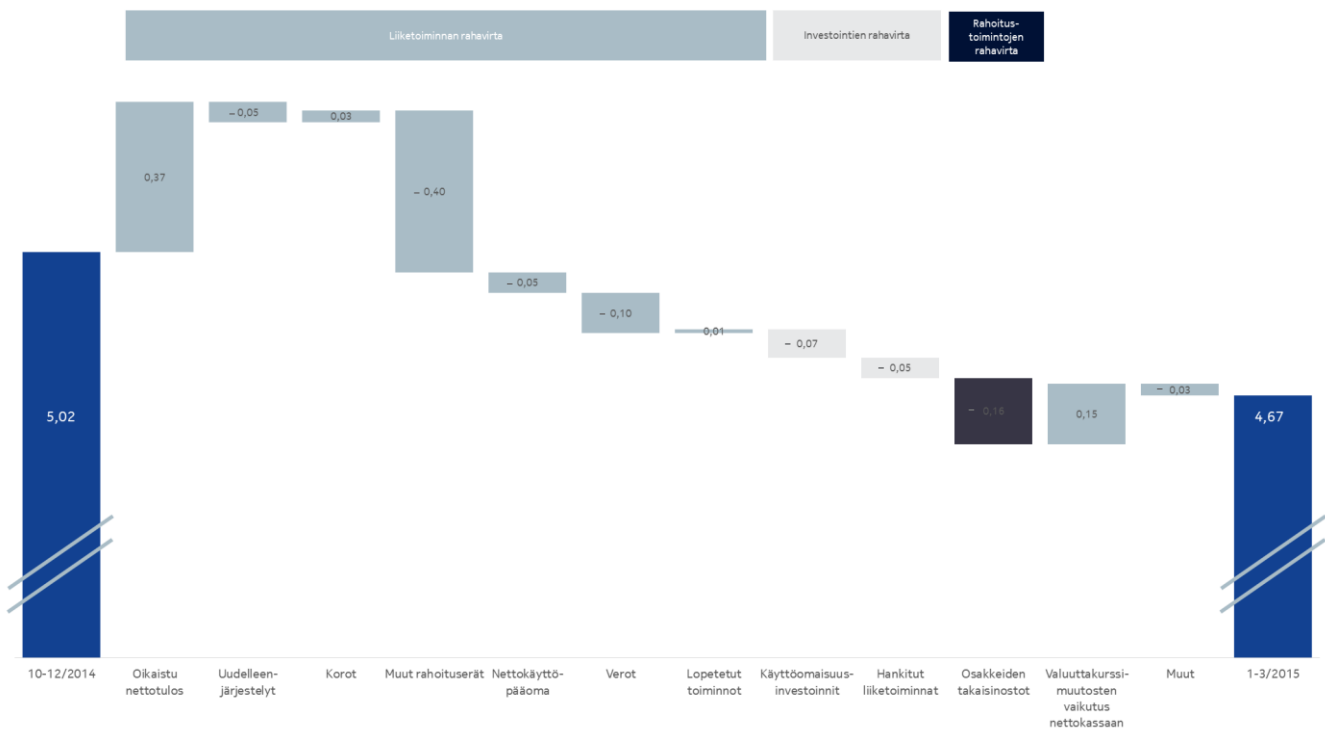 Liiketoiminnan rahavirta
Investointien rahavirta
Rahoitus-
toimintojen
rahavirta
0,37
– 0,05
0,03
– 0,40
– 0,05
– 0,10
0,01
– 0,07
– 0,05
– 0,16
0,15
– 0,03
5,02
4,67
10-12/2014
Oikaistu
nettotulos
Uudelleen-
järjestelyt
Korot
Muut rahoituserät
Nettokäyttö-
pääoma
Verot
Lopetetut
toiminnot
Käyttöomaisuus-
investoinnit
Hankitut
liiketoiminnat
Osakkeiden
takaisinostot
Valuuttakurssi-
muutosten
vaikutus
nettokassaan
Muut
1-3/2015